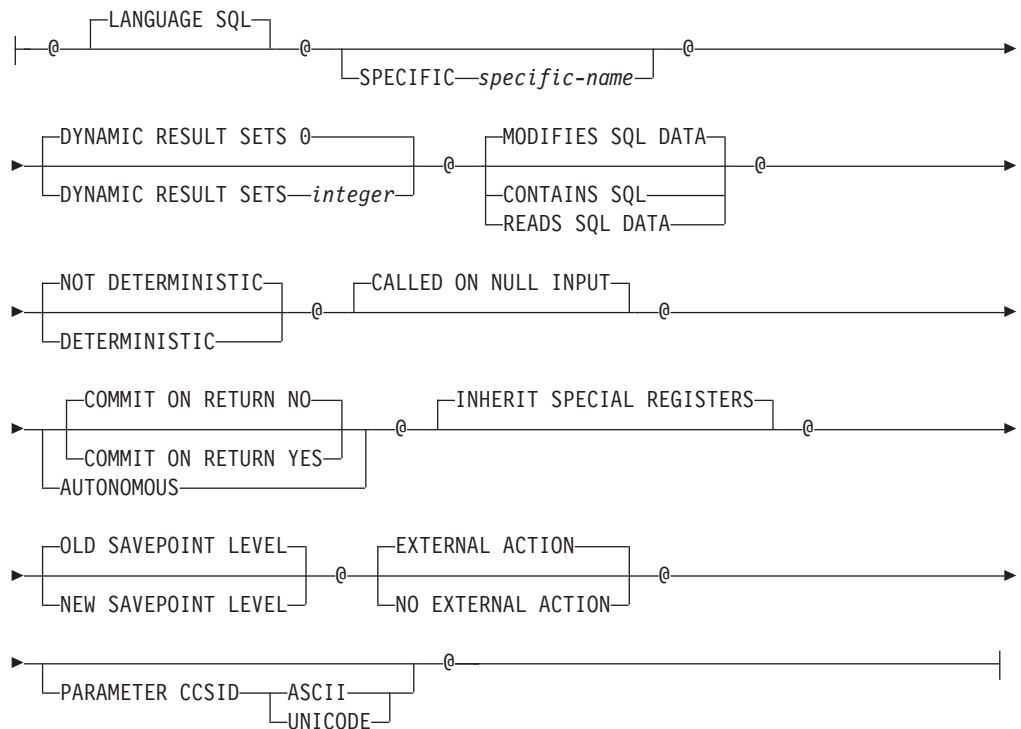 LANGUAGE SQL
@ @ @
SPECIFIC specific-name
DYNAMIC RESULT SETS 0 MODIFIES SQL DATA
@ @
DYNAMIC RESULT SETS integer CONTAINS SQL
READS SQL DATA
NOT DETERMINISTIC CALLED ON NULL INPUT
@ @
DETERMINISTIC
COMMIT ON RETURN NO INHERIT SPECIAL REGISTERS
@ @
COMMIT ON RETURN YES
AUTONOMOUS
OLD SAVEPOINT LEVEL EXTERNAL ACTION
@ @
NEW SAVEPOINT LEVEL NO EXTERNAL ACTION
@
PARAMETER CCSID ASCII
UNICODE